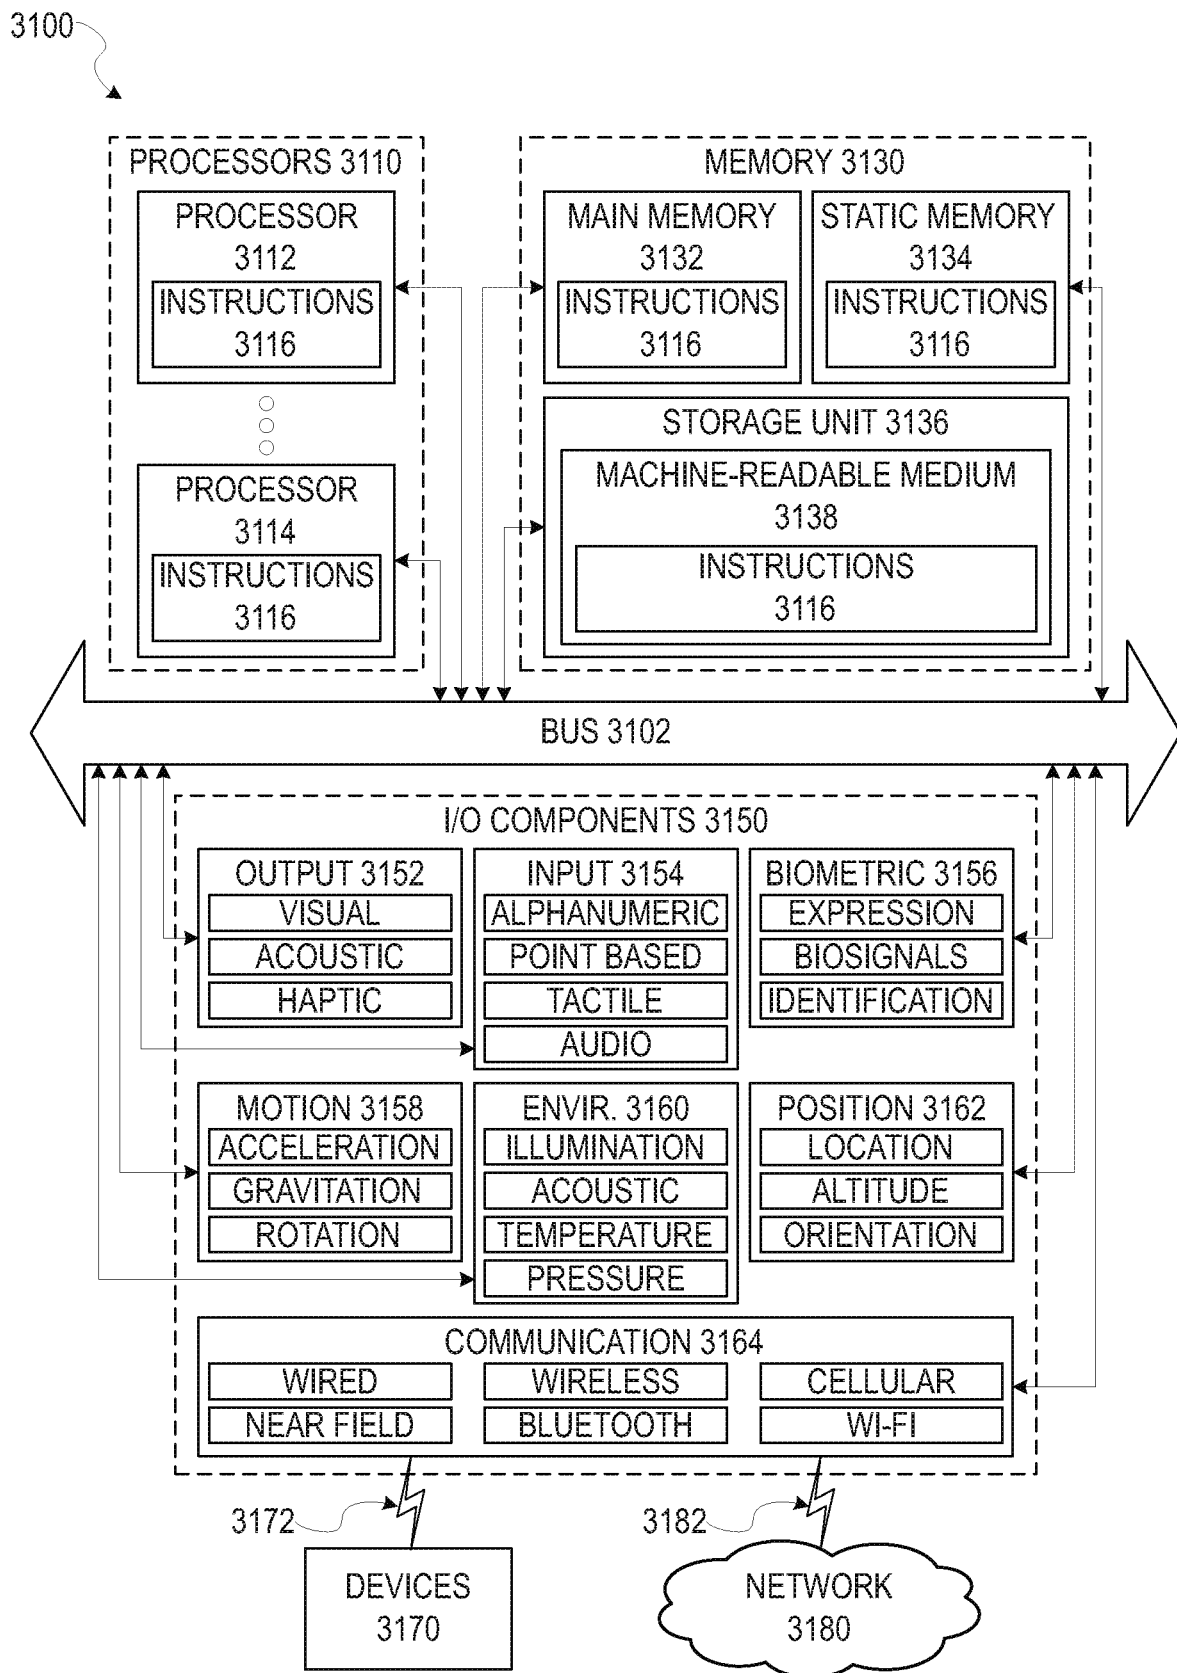 3100
PROCESSORS 3110
PROCESSOR
3112
INSTRUCTIONS
3116
PROCESSOR
3114
INSTRUCTIONS
3116
MEMORY 3130
MAIN MEMORY
3132
INSTRUCTIONS
3116
STATIC MEMORY
3134
INSTRUCTIONS
3116
STORAGE UNIT 3136
MACHINE-READABLE MEDIUM
3138
INSTRUCTIONS
3116
BUS 3102
I/O COMPONENTS 3150
OUTPUT 3152
VISUAL
ACOUSTIC
HAPTIC
INPUT 3154
ALPHANUMERIC
POINT BASED
TACTILE
AUDIO
BIOMETRIC 3156
EXPRESSION
BIOSIGNALS
IDENTIFICATION
MOTION 3158
ACCELERATION
GRAVITATION
ROTATION
ENVIR. 3160
ILLUMINATION
ACOUSTIC
TEMPERATURE
PRESSURE
POSITION 3162
LOCATION
ALTITUDE
ORIENTATION
COMMUNICATION 3164
WIRED
WIRELESS
CELLULAR
NEAR FIELD
BLUETOOTH
WI-FI
3172
3182
DEVICES
3170
NETWORK
3180